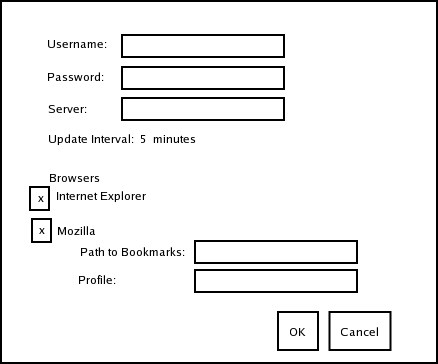 Username:
Password:
Server:
Update Interval: 5 minutes
Browsers
x Internet Explorer
x Mozilla
Path to Bookmarks:
Profile:
OK Cancel